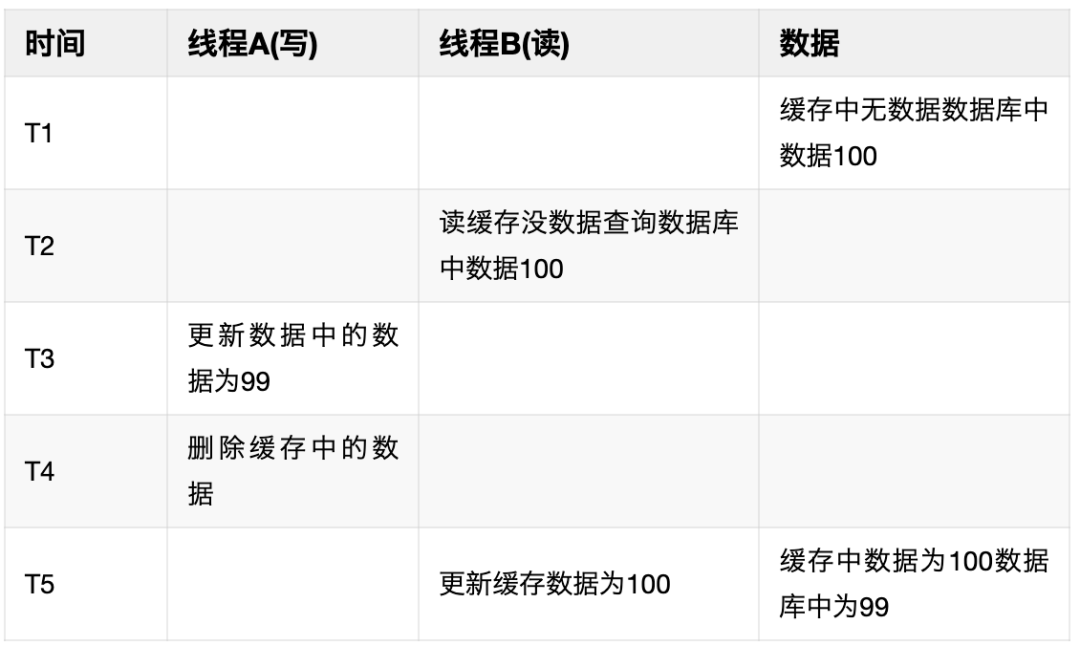 时间 线程A(写) 线程B(读) 数据
T1
缓存中无数据数据库中
数据100
T2
读缓存没数据查询数据库
中数据100
T3
更新数据中的数
据为99
T4
删除缓存中的数
据
T5
更新缓存数据为100
缓存中数据为100数据
库中为99